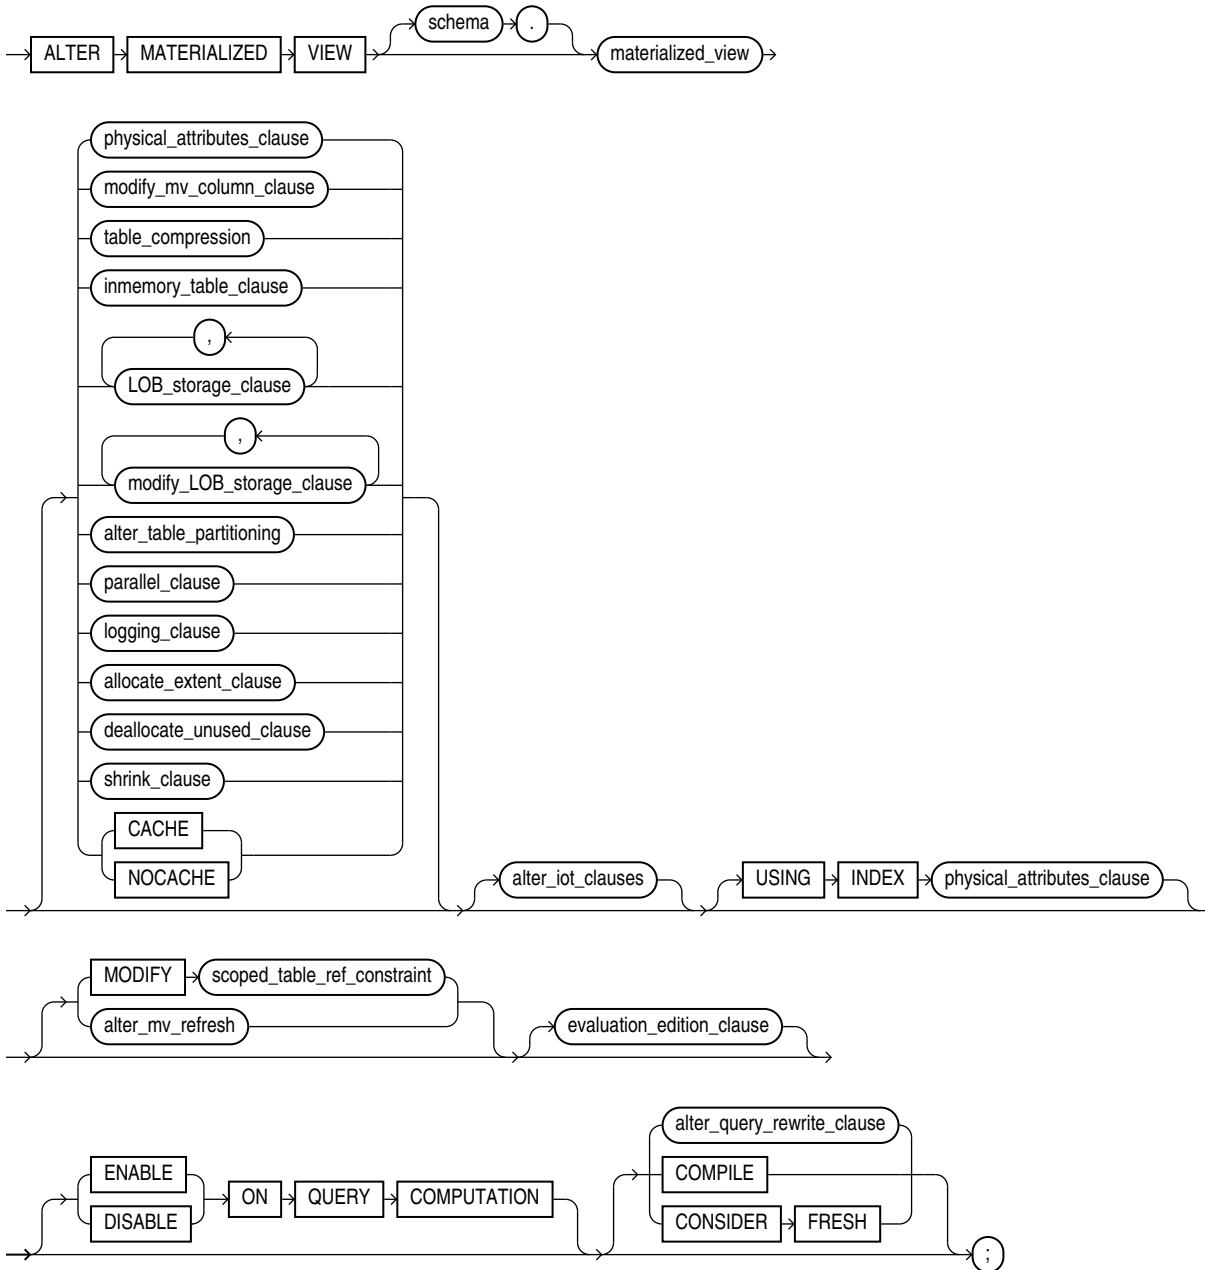 schema .
ALTER MATERIALIZED VIEW materialized_view
physical_attributes_clause
modify_mv_column_clause
table_compression
inmemory_table_clause
,
LOB_storage_clause
,
modify_LOB_storage_clause
alter_table_partitioning
parallel_clause
logging_clause
allocate_extent_clause
deallocate_unused_clause
shrink_clause
CACHE
NOCACHE
alter_iot_clauses USING INDEX physical_attributes_clause
MODIFY scoped_table_ref_constraint
alter_mv_refresh
evaluation_edition_clause
ENABLE
DISABLE
ON QUERY COMPUTATION
alter_query_rewrite_clause
COMPILE
CONSIDER FRESH
;